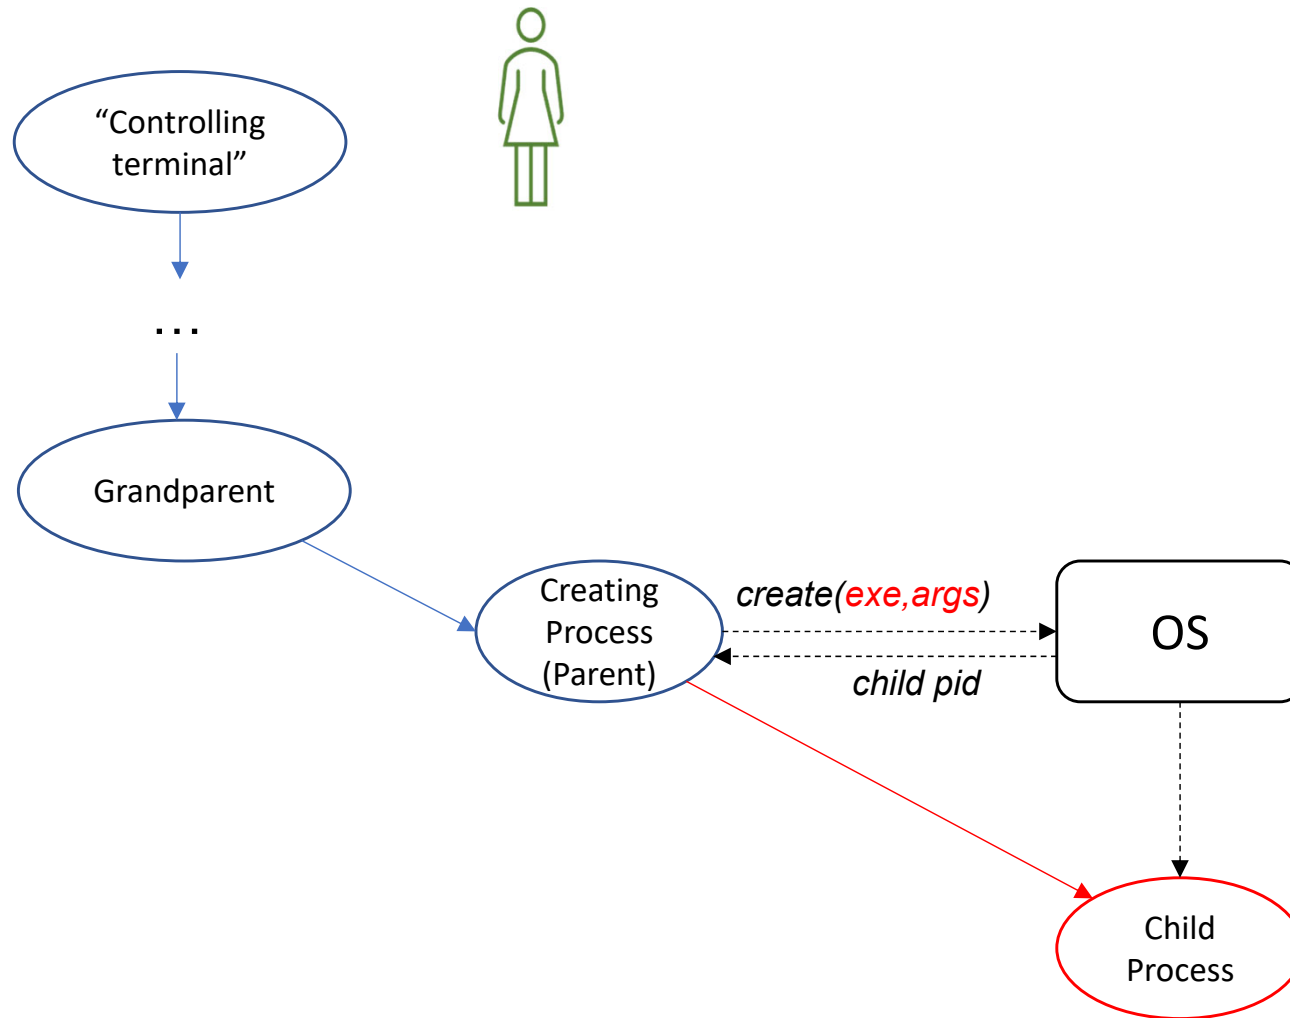 “Controlling
terminal”
...
Grandparent
Creating
Process
(Parent)
create(exe,args)
child pid
OS
Child
Process